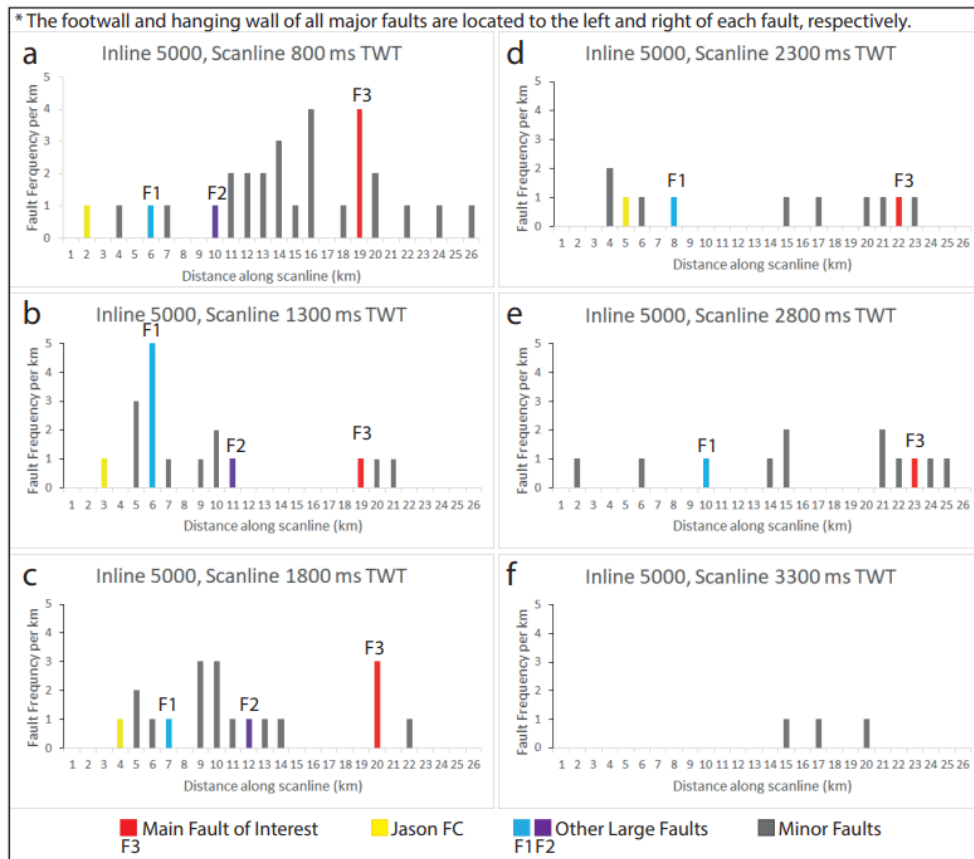 * The footwall and hanging wall of all major faults are located to the left and right of each fault, respectively.
a
Inline 5000, Scanline 800 ms TWT
Fault Ferquency per km
5
4
3
2
1
0
F1
F2
F3
1 2 3 4 5 6 7 8 9 10 11 12 13 14 15 16 17 18 19 20 21 22 23 24 25 26
Distance along scanline (km)
b
Inline 5000, Scanline 1300 ms TWT
Fault Frequency per km
5
4
3
2
1
0
F1
F2
F3
1 2 3 4 5 6 7 8 9 10 11 12 13 14 15 16 17 18 19 20 21 22 23 24 25 26
Distance along scanline (km)
c
Inline 5000, Scanline 1800 ms TWT
Fault Frequncy per km
5
4
3
2
1
0
F1
F2
F3
1 2 3 4 5 6 7 8 9 10 11 12 13 14 15 16 17 18 19 20 21 22 23 24 25 26
Distance along scanline (km)
d
Inline 5000, Scanline 2300 ms TWT
Fault Frequency per km
5
4
3
2
1
0
F1
F3
1 2 3 4 5 6 7 8 9 10 11 12 13 14 15 16 17 18 19 20 21 22 23 24 25 26
Distance along scanline (km)
e
Inline 5000, Scanline 2800 ms TWT
Fault Frequency per km
5
4
3
2
1
0
F1
F3
1 2 3 4 5 6 7 8 9 10 11 12 13 14 15 16 17 18 19 20 21 22 23 24 25 26
Distance along scanline (km)
f
Inline 5000, Scanline 3300 ms TWT
Fault Frequency per km
5
4
3
2
1
0
1 2 3 4 5 6 7 8 9 10 11 12 13 14 15 16 17 18 19 20 21 22 23 24 25 26
Distance along scanline (km)
Main Fault of Interest
F3
Jason FC
Other Large Faults
F1 F2
Minor Faults